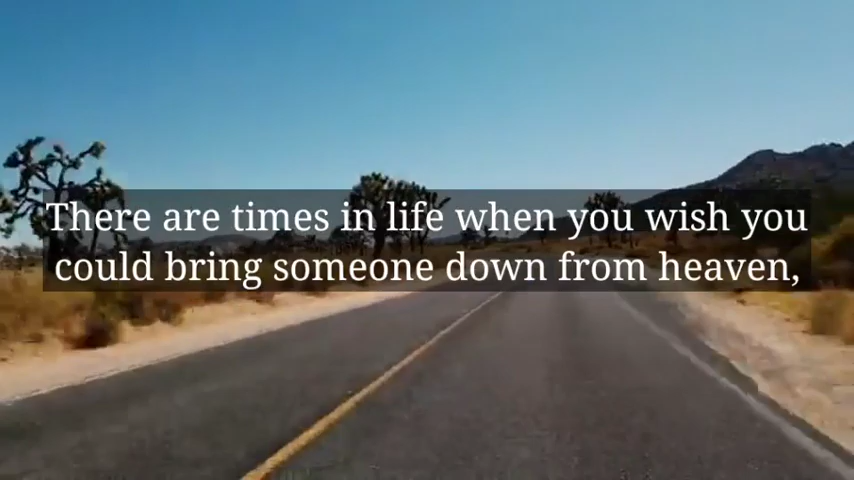 There are times in life when you wish you
could bring someone down from heaven,